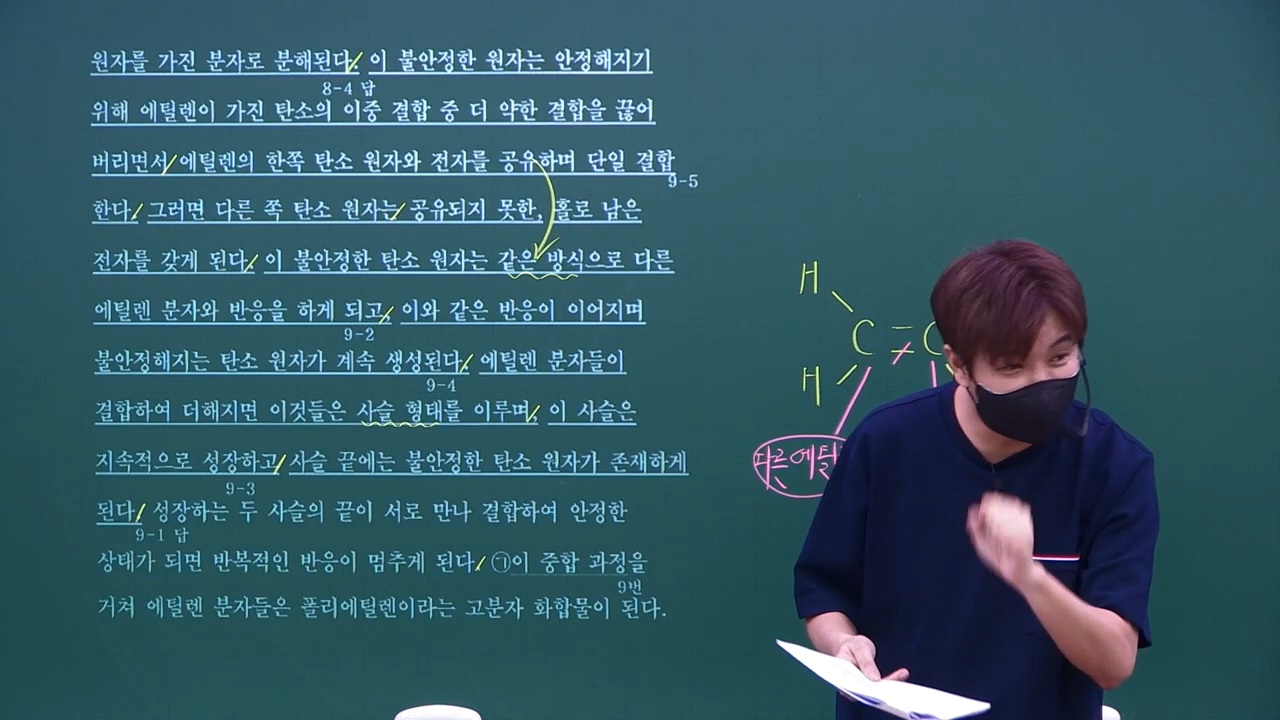 원자를 가진 분자로 분해된다. 이 불안정한 원자는 안정해지기
8-4 답
위해 에틸렌이 가진 탄소의 이중 결합 중 더 약한 결합을 끊어
버리면서 에틸렌의 한쪽 탄소 원자와 전자를 공유하며 단일 결합
9-5
한다. 그러면 다른 쪽 탄소 원자는 공유되지 못한, 홀로 남은
전자를 갖게 된다. 이 불안정한 탄소 원자는 같은 방식으로 다른
에틸렌 분자와 반응을 하게 되고, 이와 같은 반응이 이어지며
9-2
불안정해지는 탄소 원자가 계속 생성된다. 에틸렌 분자들이
9-4
결합하여 더해지면 이것들은 사슬 형태를 이루며, 이 사슬은
지속적으로 성장하고 사슬 끝에는 불안정한 탄소 원자가 존재하게
9-3
된다. 성장하는 두 사슬의 끝이 서로 만나 결합하여 안정한
9-1 답
상태가 되면 반복적인 반응이 멈추게 된다. ㉠이 중합 과정을
9번
거쳐 에틸렌 분자들은 폴리에틸렌이라는 고분자 화합물이 된다.
H
C = C
H
다른 에틸